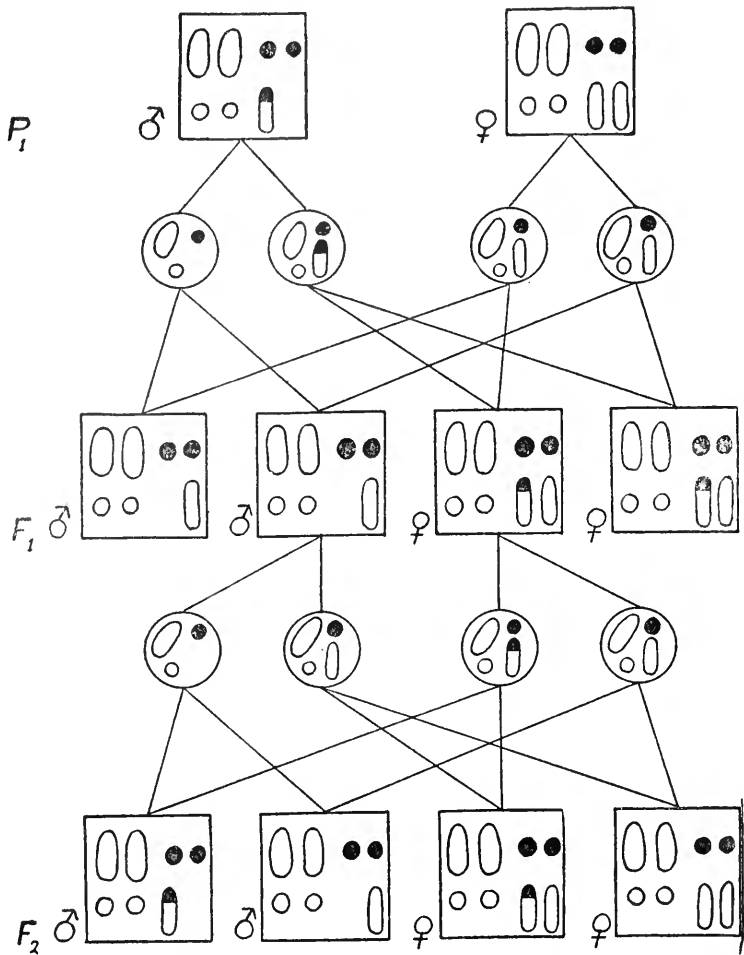 P₁ ♂ ♀
F₁ ♂ ♂ ♀ ♀
F₂ ♂ ♂ ♀ ♀